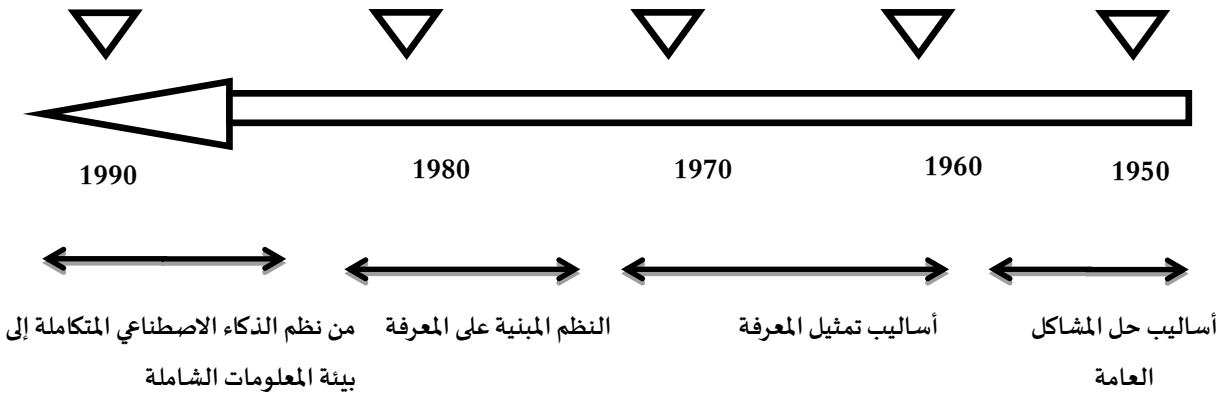 1950 1960 1970 1980 1990
أساليب حل المشاكل العامة
أساليب تمثيل المعرفة
النظم المبنية على المعرفة
من نظم الذكاء الاصطناعي المتكاملة إلى
بيئة المعلومات الشاملة